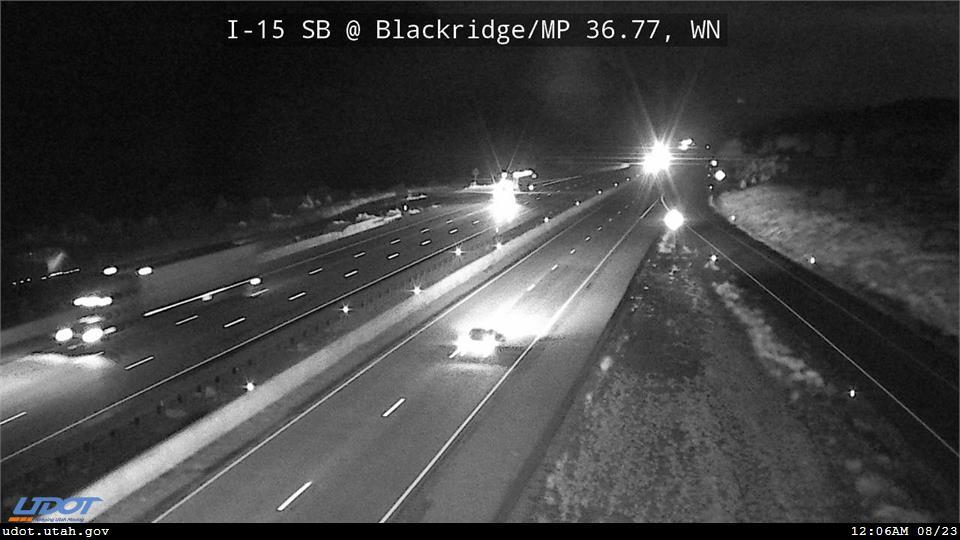 I-15 SB @ Blackridge/MP 36.77, WN
UDOT
Keeping Utah Moving
udot.utah.gov
12:06AM 08/23